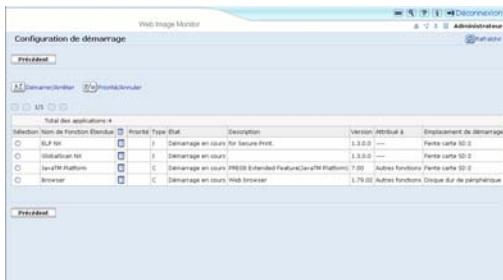 Déconnexion
Web Image Monitor
Administrateur
Configuration de démarrage
Rafraîchir
Précédent
Démarrer/Arrêter Priorité/Annuler
1/1
Total des applications:4
Sélection Nom de Fonction Étendue Priorité Type État Description Version Attribué à Emplacement de démarrage
ELP NX J Démarrage en cours for Secure Print. 1.3.0.0 ---- Fente carte SD:2
GlobalScan NX J Démarrage en cours 1.3.0.0 ---- Fente carte SD:2
JavaTM Platform C Démarrage en cours Extended Feature(JavaTM Platform) 7.00 Autres fonctions Fente carte SD:2
Browser C Démarrage en cours Web browser 1.79.02 Autres fonctions Disque dur de périphérique
Précédent